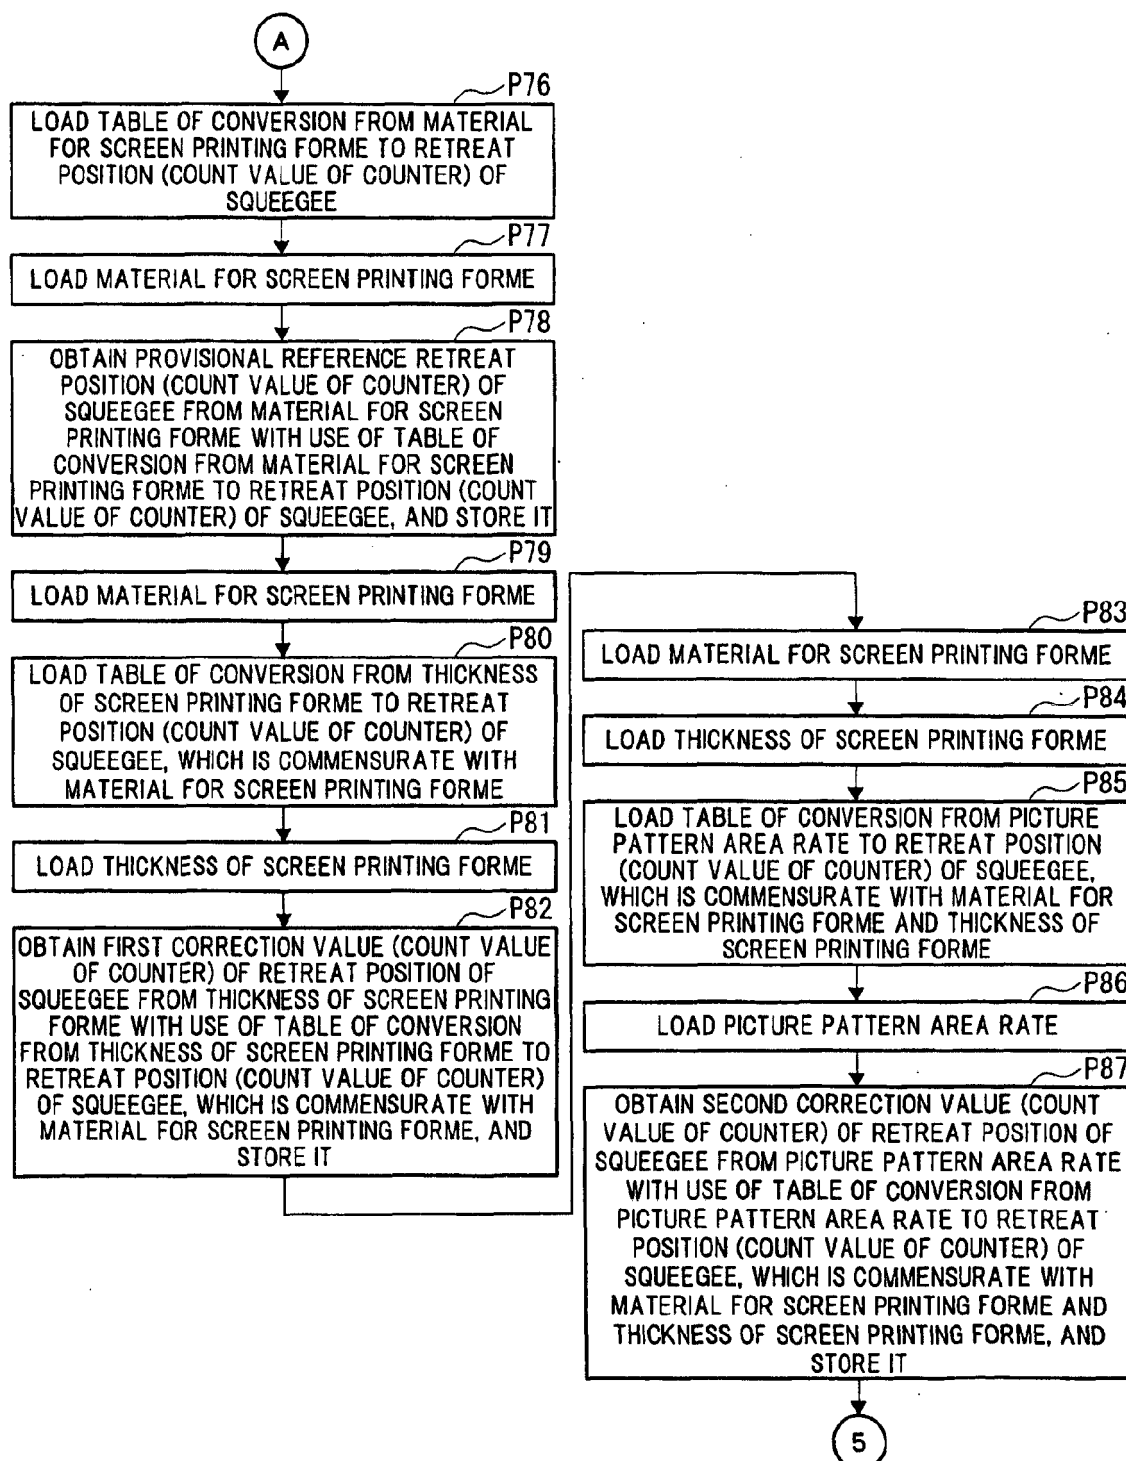 A
P76
LOAD TABLE OF CONVERSION FROM MATERIAL
FOR SCREEN PRINTING FORME TO RETREAT
POSITION (COUNT VALUE OF COUNTER) OF
SQUEEGEE
P77
LOAD MATERIAL FOR SCREEN PRINTING FORME
P78
OBTAIN PROVISIONAL REFERENCE RETREAT
POSITION (COUNT VALUE OF COUNTER) OF
SQUEEGEE FROM MATERIAL FOR SCREEN
PRINTING FORME WITH USE OF TABLE OF
CONVERSION FROM MATERIAL FOR SCREEN
PRINTING FORME TO RETREAT POSITION (COUNT
VALUE OF COUNTER) OF SQUEEGEE, AND STORE IT
P79
LOAD MATERIAL FOR SCREEN PRINTING FORME
P80
LOAD TABLE OF CONVERSION FROM THICKNESS
OF SCREEN PRINTING FORME TO RETREAT
POSITION (COUNT VALUE OF COUNTER) OF
SQUEEGEE, WHICH IS COMMENSURATE WITH
MATERIAL FOR SCREEN PRINTING FORME
P81
LOAD THICKNESS OF SCREEN PRINTING FORME
P82
OBTAIN FIRST CORRECTION VALUE (COUNT VALUE
OF COUNTER) OF RETREAT POSITION OF
SQUEEGEE FROM THICKNESS OF SCREEN PRINTING
FORME WITH USE OF TABLE OF CONVERSION
FROM THICKNESS OF SCREEN PRINTING FORME TO
RETREAT POSITION (COUNT VALUE OF COUNTER)
OF SQUEEGEE, WHICH IS COMMENSURATE WITH
MATERIAL FOR SCREEN PRINTING FORME, AND
STORE IT
P83
LOAD MATERIAL FOR SCREEN PRINTING FORME
P84
LOAD THICKNESS OF SCREEN PRINTING FORME
P85
LOAD TABLE OF CONVERSION FROM PICTURE
PATTERN AREA RATE TO RETREAT POSITION
(COUNT VALUE OF COUNTER) OF SQUEEGEE,
WHICH IS COMMENSURATE WITH MATERIAL FOR
SCREEN PRINTING FORME AND THICKNESS OF
SCREEN PRINTING FORME
P86
LOAD PICTURE PATTERN AREA RATE
P87
OBTAIN SECOND CORRECTION VALUE (COUNT
VALUE OF COUNTER) OF RETREAT POSITION OF
SQUEEGEE FROM PICTURE PATTERN AREA RATE
WITH USE OF TABLE OF CONVERSION FROM
PICTURE PATTERN AREA RATE TO RETREAT
POSITION (COUNT VALUE OF COUNTER) OF
SQUEEGEE, WHICH IS COMMENSURATE WITH
MATERIAL FOR SCREEN PRINTING FORME AND
THICKNESS OF SCREEN PRINTING FORME, AND
STORE IT
5